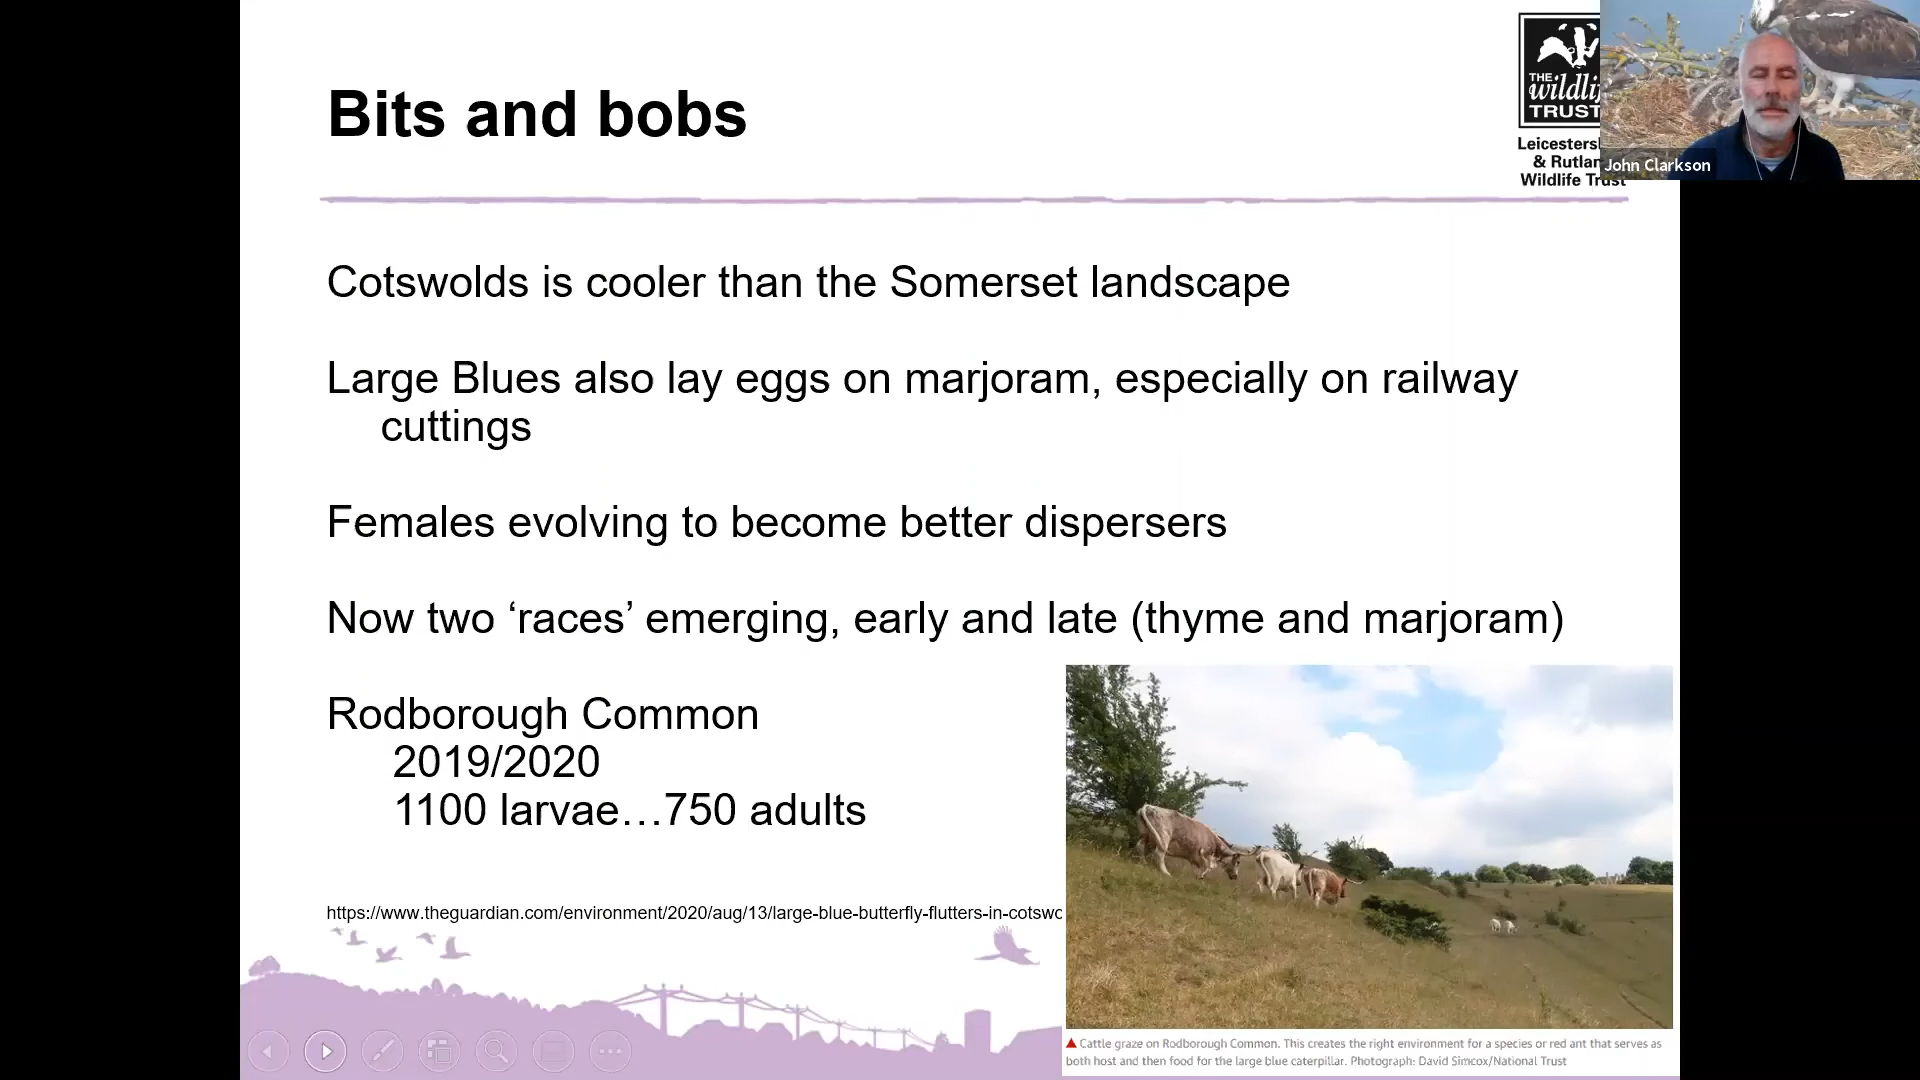 Bits and bobs
THE
wildli
TRUST
Leicestersh
& Rutlan
Wildlife Trust
John Clarkson
Cotswolds is cooler than the Somerset landscape
Large Blues also lay eggs on marjoram, especially on railway
cuttings
Females evolving to become better dispersers
Now two ‘races’ emerging, early and late (thyme and marjoram)
Rodborough Common
2019/2020
1100 larvae…750 adults
https://www.theguardian.com/environment/2020/aug/13/large-blue-butterfly-flutters-in-cotswo
Cattle graze on Rodborough Common. This creates the right environment for a species or red ant that serves as
both host and then food for the large blue caterpillar. Photograph: David Simcox/National Trust